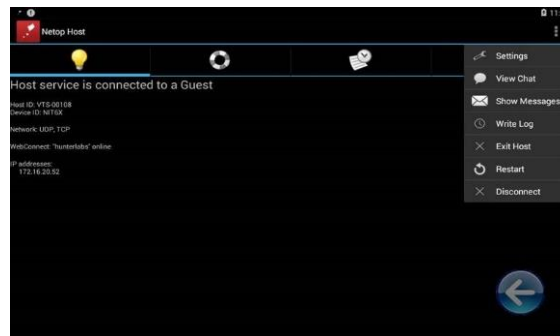 11:
Netop Host
Host service is connected to a Guest
Host ID: VTS-00108
Device ID: NIT6X
Network: UDP, TCP
WebConnect: 'hunterlabs' online
IP addresses:
172.16.20.52
Settings
View Chat
Show Messages
Write Log
Exit Host
Restart
Disconnect